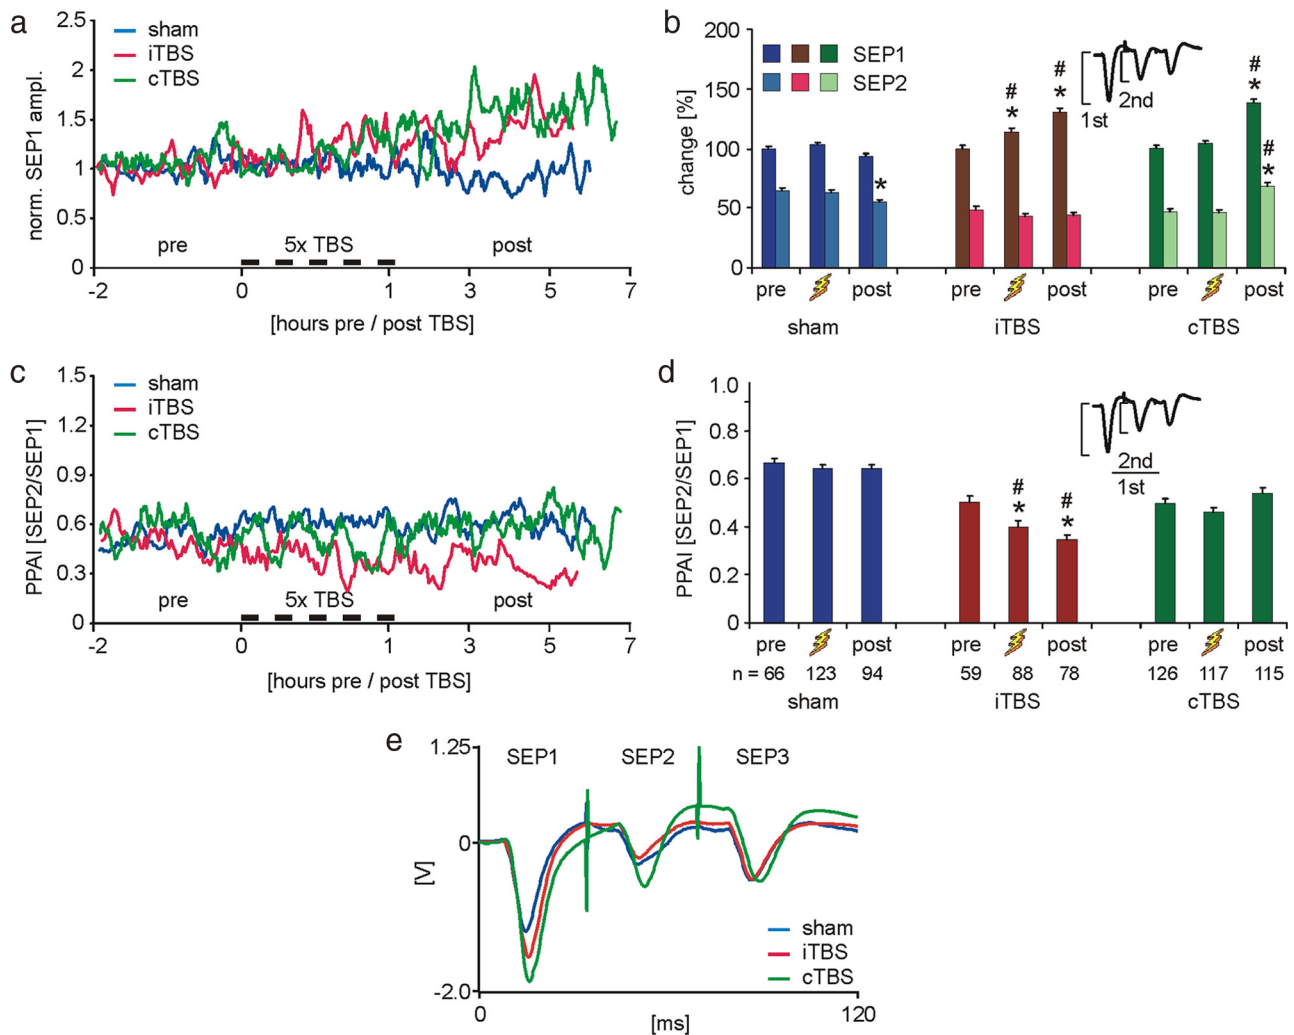 a
norm. SEP1 ampl.
2.5
2
1.5
1
0.5
0
sham
iTBS
cTBS
pre
5x TBS
post
-2 0 1 3 5 7
[hours pre / post TBS]
b
change [%]
200
150
100
50
0
SEP1
SEP2
1st
2nd
*
# *
# *
# *
# *
pre post pre post pre post
sham iTBS cTBS
c
PPAI [SEP2/SEP1]
1.5
1.2
0.9
0.6
0.3
0
sham
iTBS
cTBS
pre
5x TBS
post
-2 0 1 3 5 7
[hours pre / post TBS]
d
PPAI [SEP2/SEP1]
1.0
0.8
0.6
0.4
0.2
0
2nd
1st
# *
# *
pre post pre post pre post
n = 66 123 94 59 88 78 126 117 115
sham iTBS cTBS
e
[V]
1.25
0
-2.0
SEP1 SEP2 SEP3
sham
iTBS
cTBS
0 120
[ms]